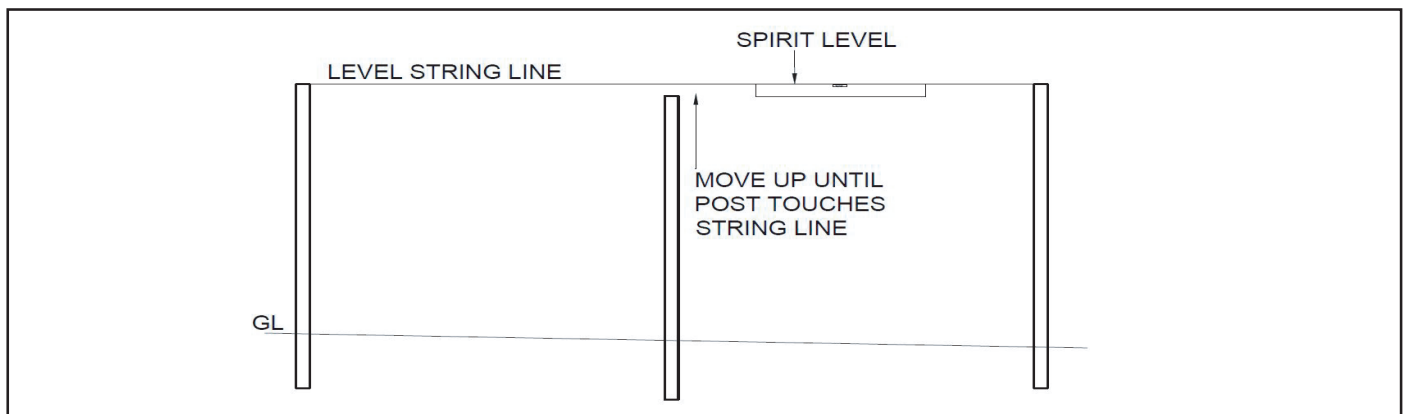 SPIRIT LEVEL
LEVEL STRING LINE
MOVE UP UNTIL
POST TOUCHES
STRING LINE
GL